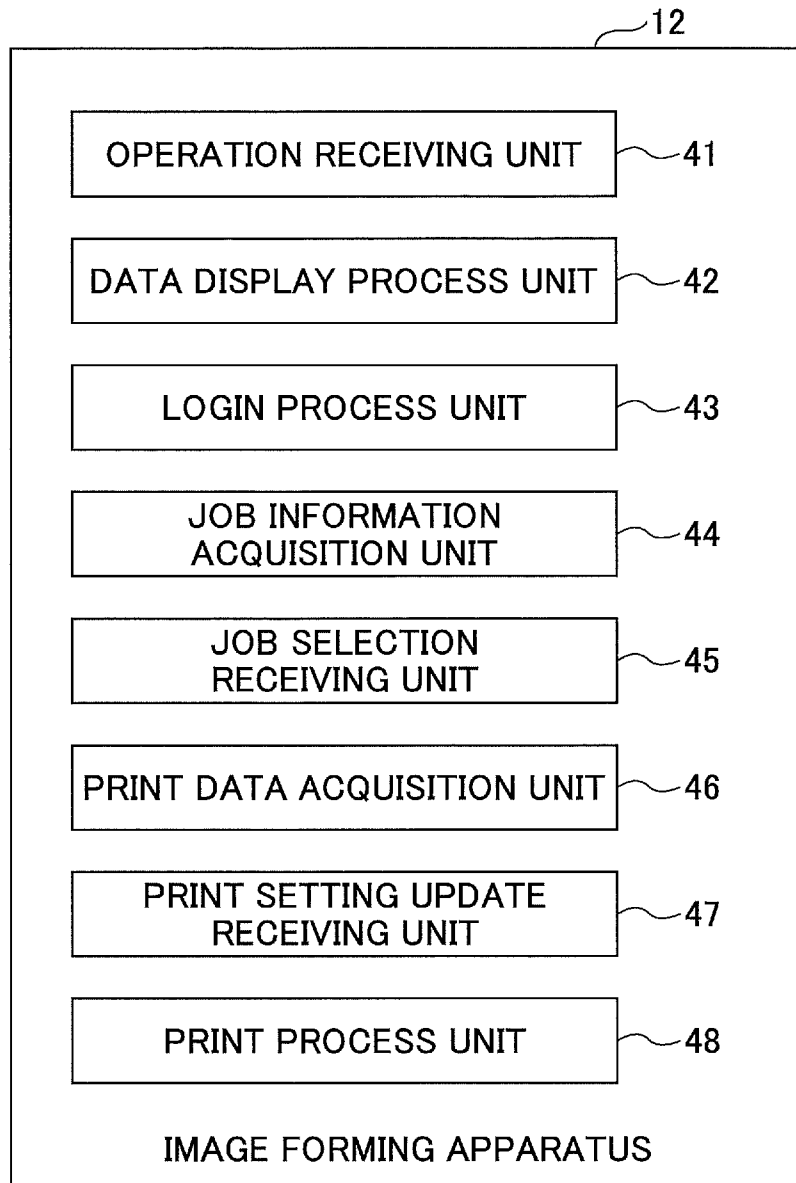 12
OPERATION RECEIVING UNIT 41
DATA DISPLAY PROCESS UNIT 42
LOGIN PROCESS UNIT 43
JOB INFORMATION
ACQUISITION UNIT 44
JOB SELECTION
RECEIVING UNIT 45
PRINT DATA ACQUISITION UNIT 46
PRINT SETTING UPDATE
RECEIVING UNIT 47
PRINT PROCESS UNIT 48
IMAGE FORMING APPARATUS